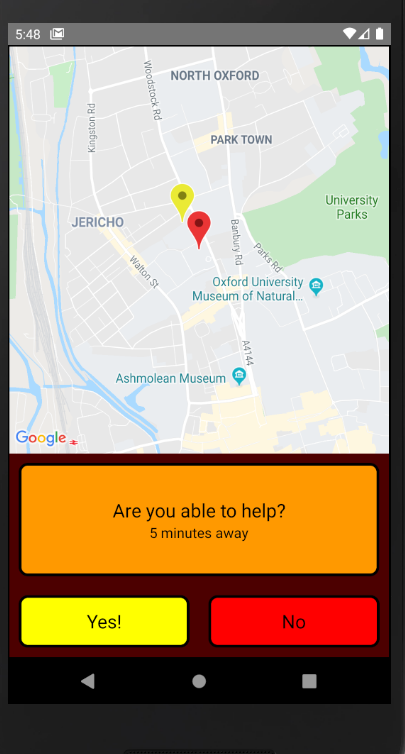 5:48
Woodstock Rd
NORTH OXFORD
Kingston Rd
PARK TOWN
University
Parks
JERICHO
Banbury Rd
Parks Rd
Walton St
Oxford University
Museum of Natural...
A4144
Ashmolean Museum
Google
Are you able to help?
5 minutes away
Yes!
No